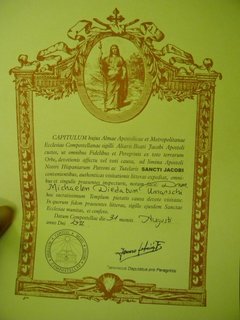 CAPITULUM hujus Almae Apostolicae et Metropolitanae
Ecclesiae Compostellanae sigilli Altaris Beati Jacobi Apostoli
custos, ut omnibus Fidelibus et Peregrinis ex toto terrarum
Orbe, devotionis affectu vel voti causa, ad limina Apostoli
Nostri Hispaniarum Patroni ac Tutelaris SANCTI JACOBI
convenientibus, authenticas visitationis litteras expediat, omni-
bus et singulis praesentes inspecturis, notum facit
Michaelem
hoc sacratissimum Templum pietatis causa devote visitasse.
In quorum fidem praesentes litteras, sigillo ejusdem Sanctae
Ecclesiae munitas, ei confero.
Datum Compostellae die 31 mensis Augusti
anno Dni
Deputatus pro Peregrinis